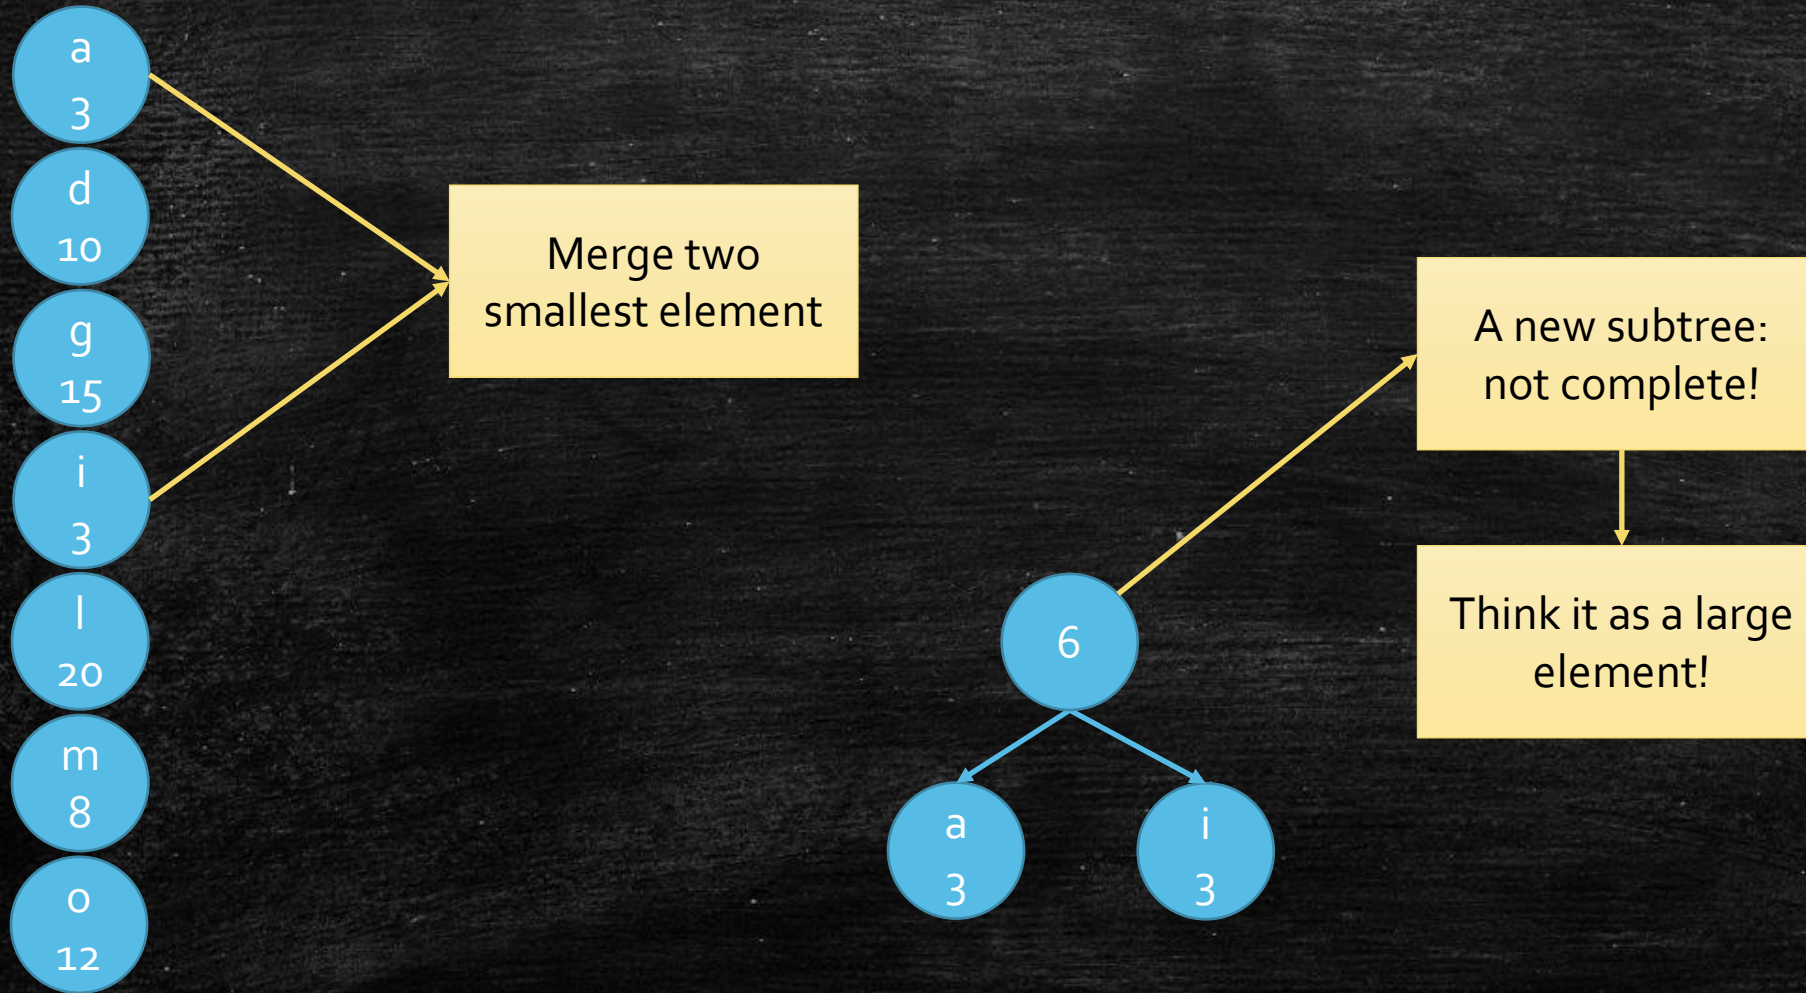 a
3
d
10
g
15
i
3
l
20
m
8
o
12
Merge two
smallest element
A new subtree:
not complete!
Think it as a large
element!
6
a
3
i
3